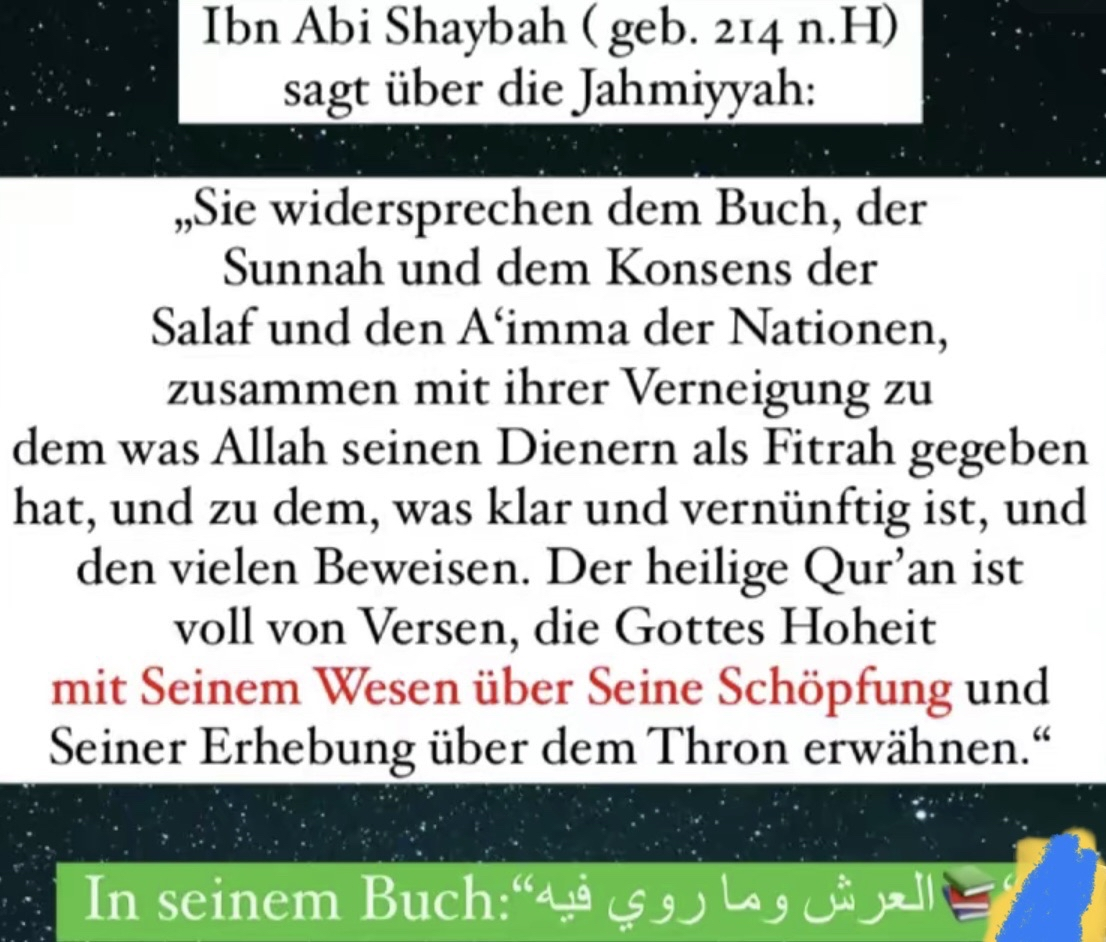 Ibn Abi Shaybah ( geb. 214 n.H)
sagt über die Jahmiyyah:
„Sie widersprechen dem Buch, der
Sunnah und dem Konsens der
Salaf und den A‘imma der Nationen,
zusammen mit ihrer Verneigung zu
dem was Allah seinen Dienern als Fitrah gegeben
hat, und zu dem, was klar und vernünftig ist, und
den vielen Beweisen. Der heilige Qur’an ist
voll von Versen, die Gottes Hoheit
mit Seinem Wesen über Seine Schöpfung und
Seiner Erhebung über dem Thron erwähnen.“
In seinem Buch:“العرش وما روي فيه📚“